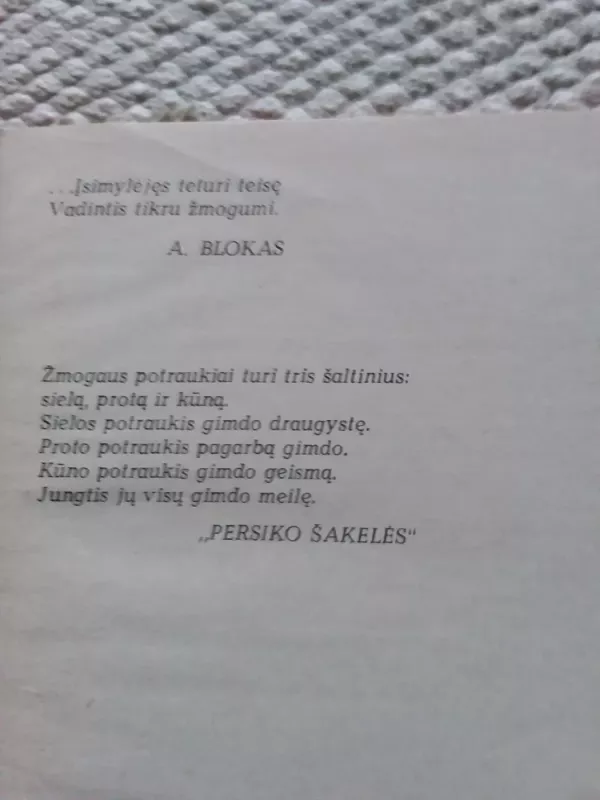 ...Įsimylėjęs teturi teisę
Vadintis tikru žmogumi.
A. BLOKAS
Žmogaus potraukiai turi tris šaltinius:
sielą, protą ir kūną.
Sielos potraukis gimdo draugystę.
Proto potraukis pagarbą gimdo.
Kūno potraukis gimdo geismą.
Jungtis jų visų gimdo meilę.
„PERSIKO ŠAKELĖS“